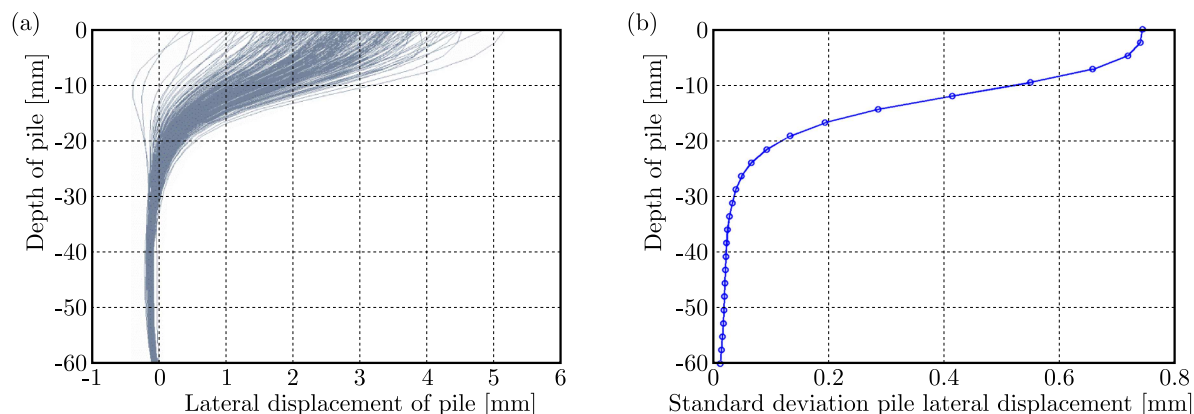 (a)
Depth of pile [mm]
0
-10
-20
-30
-40
-50
-60
-1 0 1 2 3 4 5 6
Lateral displacement of pile [mm]
(b)
Depth of pile [mm]
0
-10
-20
-30
-40
-50
-60
0 0.2 0.4 0.6 0.8
Standard deviation pile lateral displacement [mm]